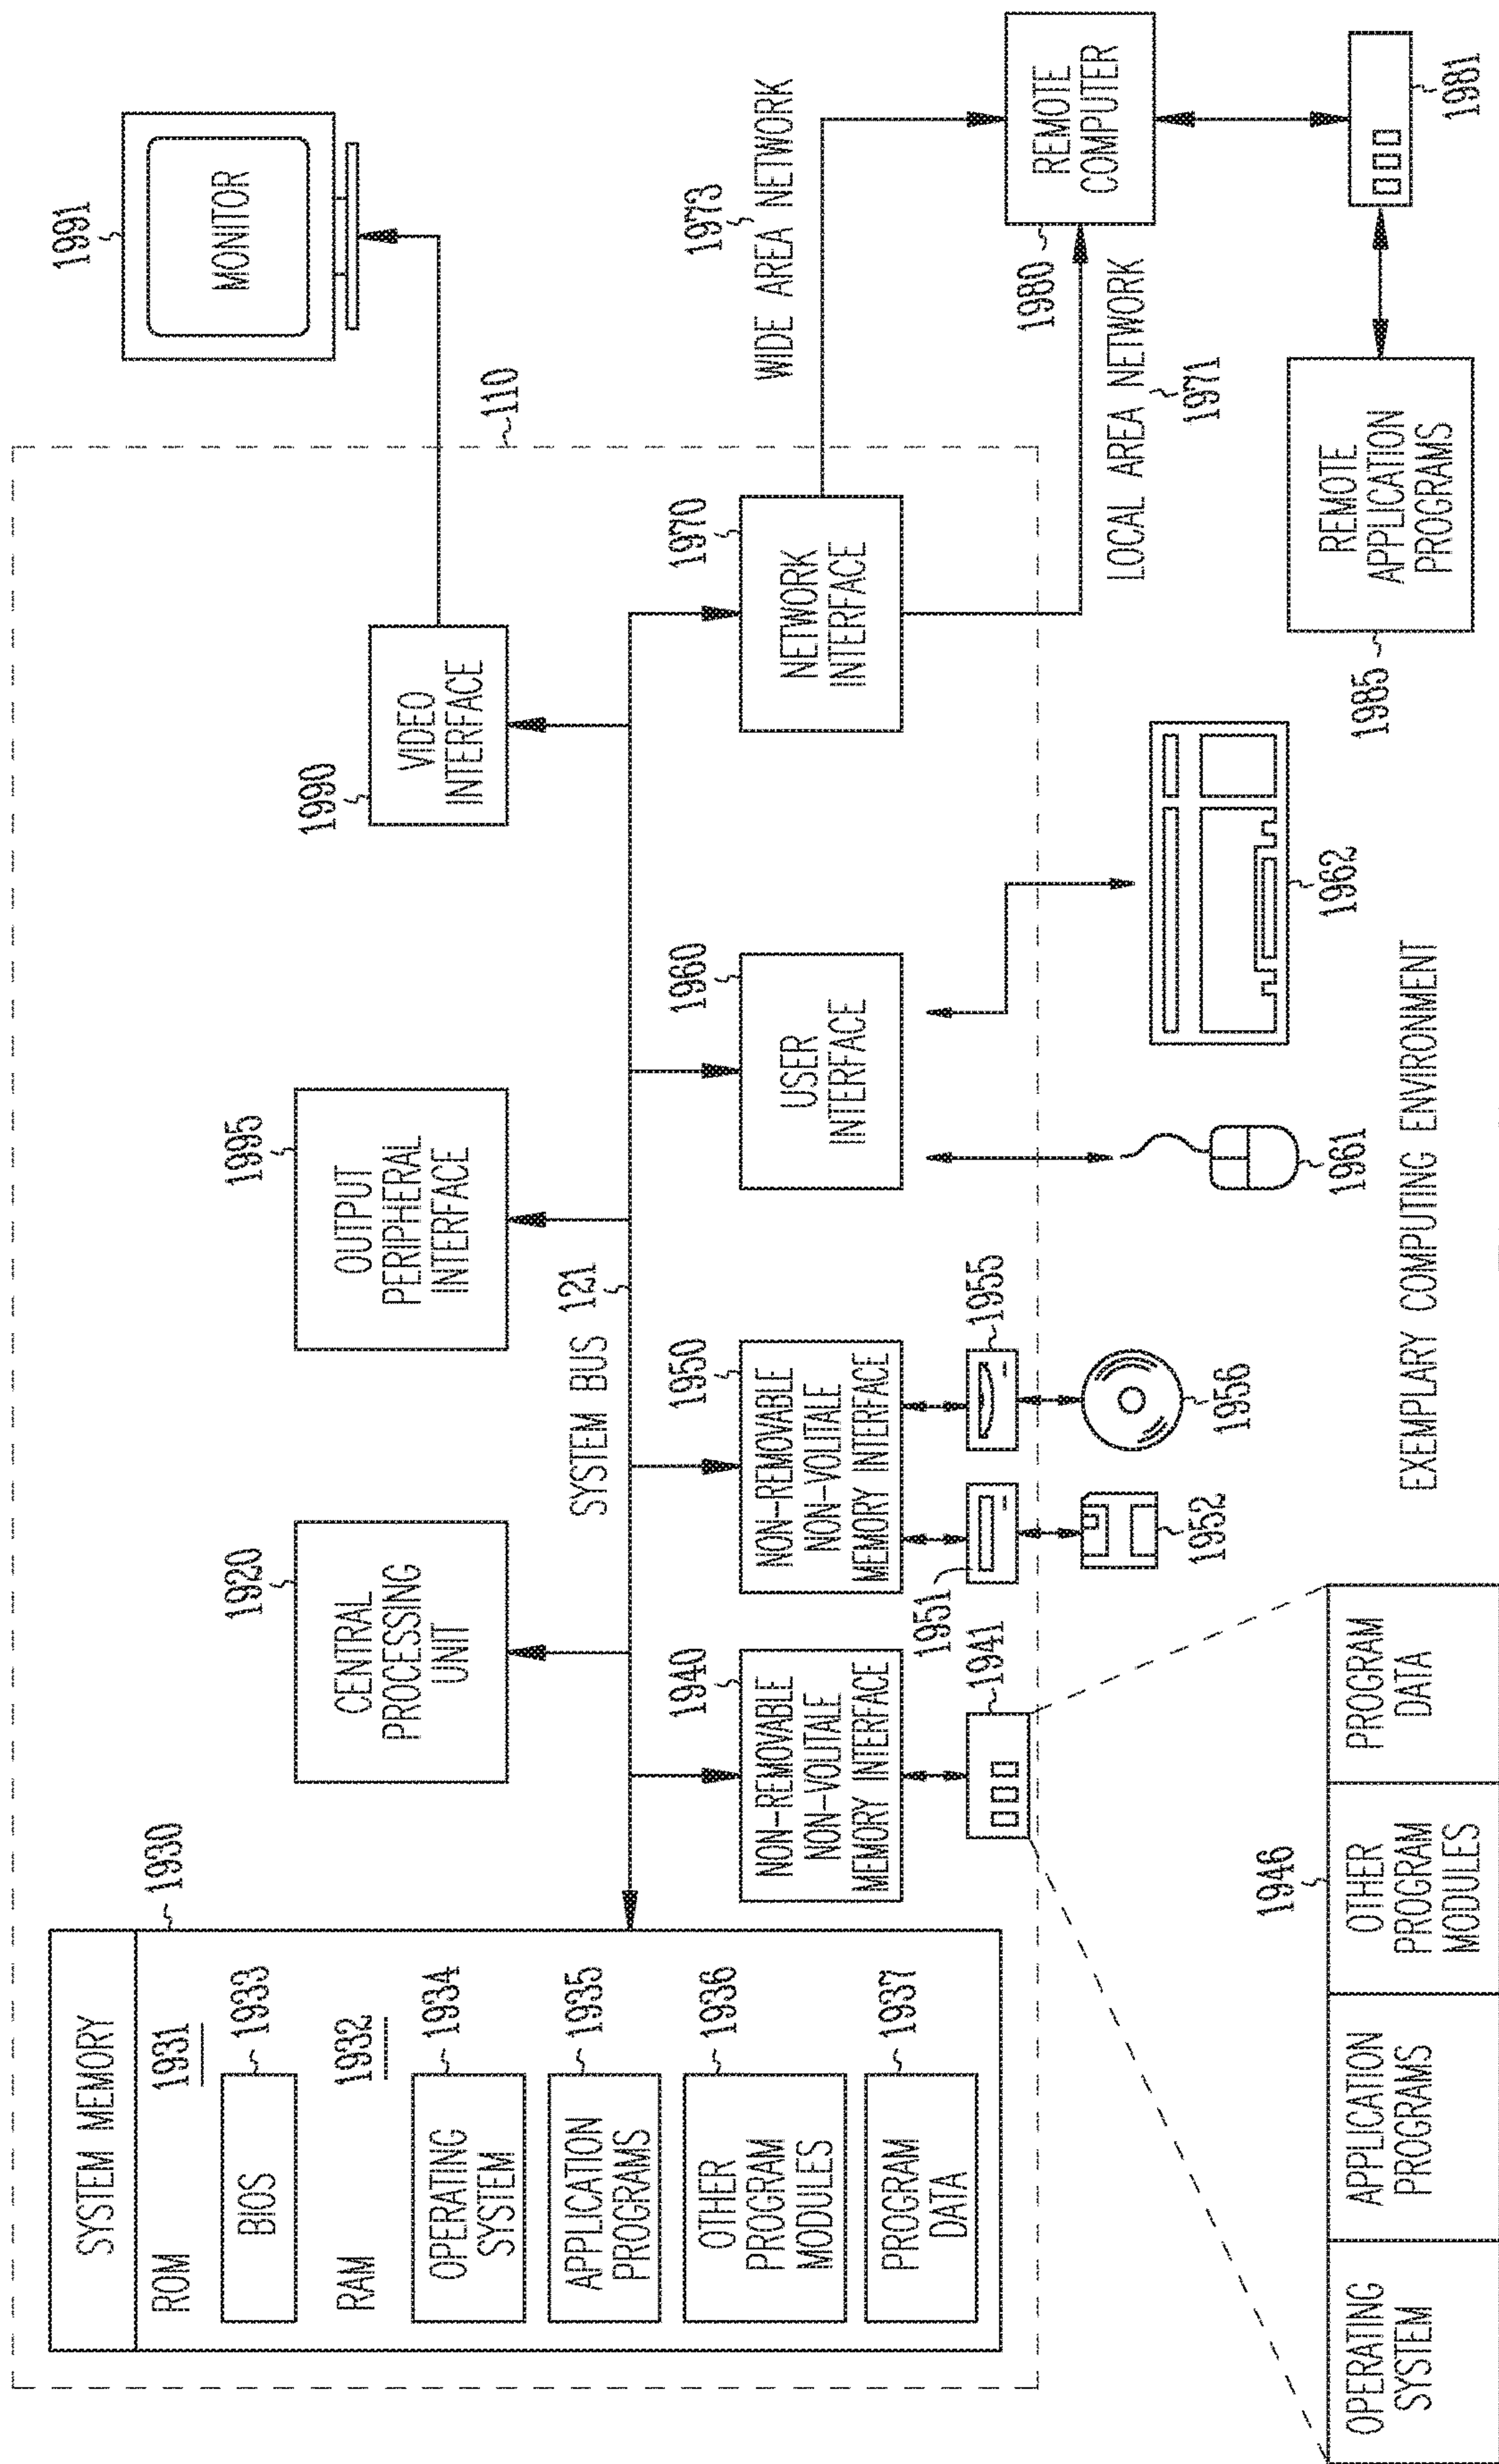 SYSTEM MEMORY
1930
ROM 1931
BIOS
1933
RAM 1932
OPERATING
SYSTEM
1934
APPLICATION
PROGRAMS
1935
OTHER
PROGRAM
MODULES
1936
PROGRAM
DATA
1937
1920
CENTRAL
PROCESSING
UNIT
1995
OUTPUT
PERIPHERAL
INTERFACE
1990
VIDEO
INTERFACE
1991
MONITOR
110
SYSTEM BUS 121
1940
NON-REMOVABLE
NON-VOLITALE
MEMORY INTERFACE
1950
NON-REMOVABLE
NON-VOLITALE
MEMORY INTERFACE
1960
USER
INTERFACE
1970
NETWORK
INTERFACE
1973
WIDE AREA NETWORK
1941
1951
1955
1952
1956
1961
1962
LOCAL AREA NETWORK
1971
1980
REMOTE
COMPUTER
1981
1985
REMOTE
APPLICATION
PROGRAMS
1946
OPERATING
SYSTEM
APPLICATION
PROGRAMS
OTHER
PROGRAM
MODULES
PROGRAM
DATA
EXEMPLARY COMPUTING ENVIRONMENT